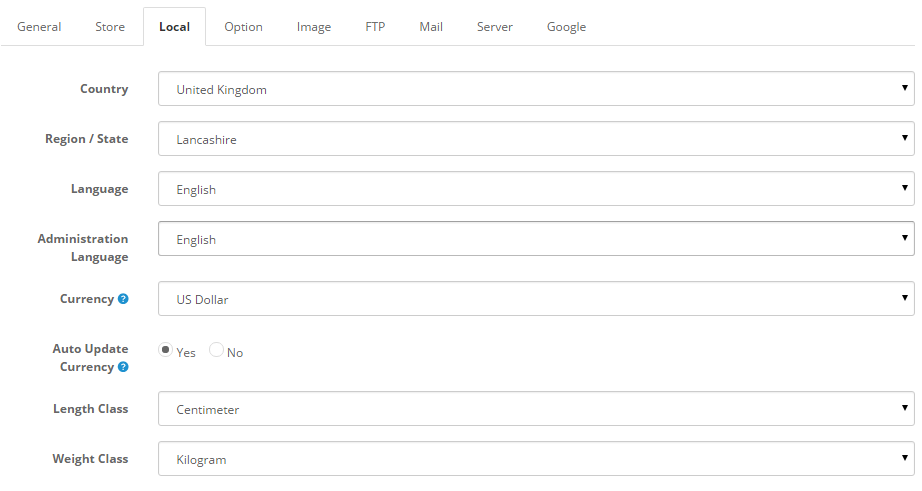 General Store Local Option Image FTP Mail Server Google
Country United Kingdom
Region / State Lancashire
Language English
Administration Language English
Currency ? US Dollar
Auto Update Currency ? Yes No
Length Class Centimeter
Weight Class Kilogram